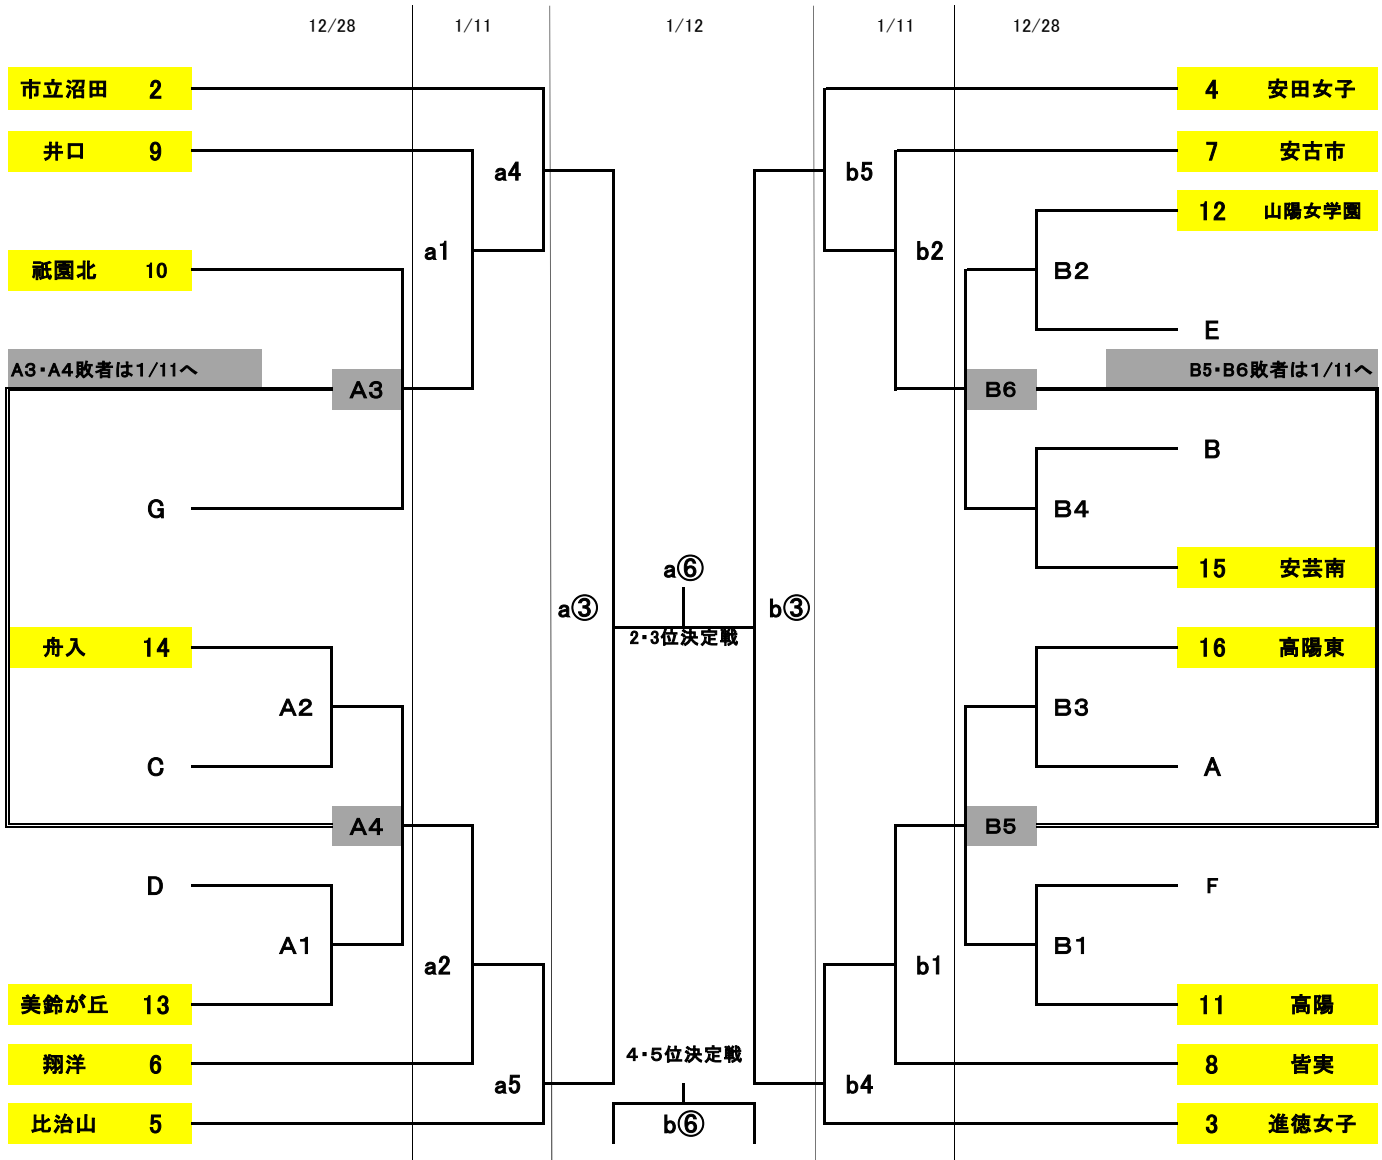 12/28 1/11 1/12 1/11 12/28
市立沼田 2 4 安田女子
井口 9 7 安古市
a4 b5
12 山陽女学園
a1 b2
祇園北 10 B2
E
A3・A4敗者は1/11へ B5・B6敗者は1/11へ
A3 B6
B
G B4
a⑥ 15 安芸南
a③ b③
2・3位決定戦
舟入 14 16 高陽東
A2 B3
C A
A4 B5
D F
A1 B1
a2 b1
美鈴が丘 13 11 高陽
4・5位決定戦
翔洋 6 8 皆実
a5 b4
比治山 5 b⑥ 3 進徳女子